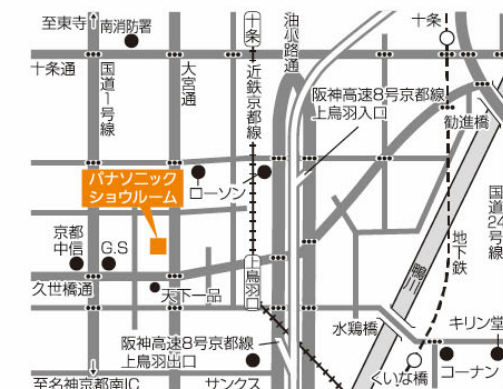 至東寺
南消防署
十条
油小路通
十条
十条通
国道1号線
大宮通
近鉄京都線
阪神高速8号京都線
上鳥羽入口
勧進橋
パナソニック
ショウルーム
ローソン
国道24号線
京都
中信
G.S
地下鉄
上鳥羽口
鴨川
久世橋通
天下一品
水鶏橋
キリン堂
阪神高速8号京都線
上鳥羽出口
くいな橋
コーナン
至名神京都南IC
サンクス